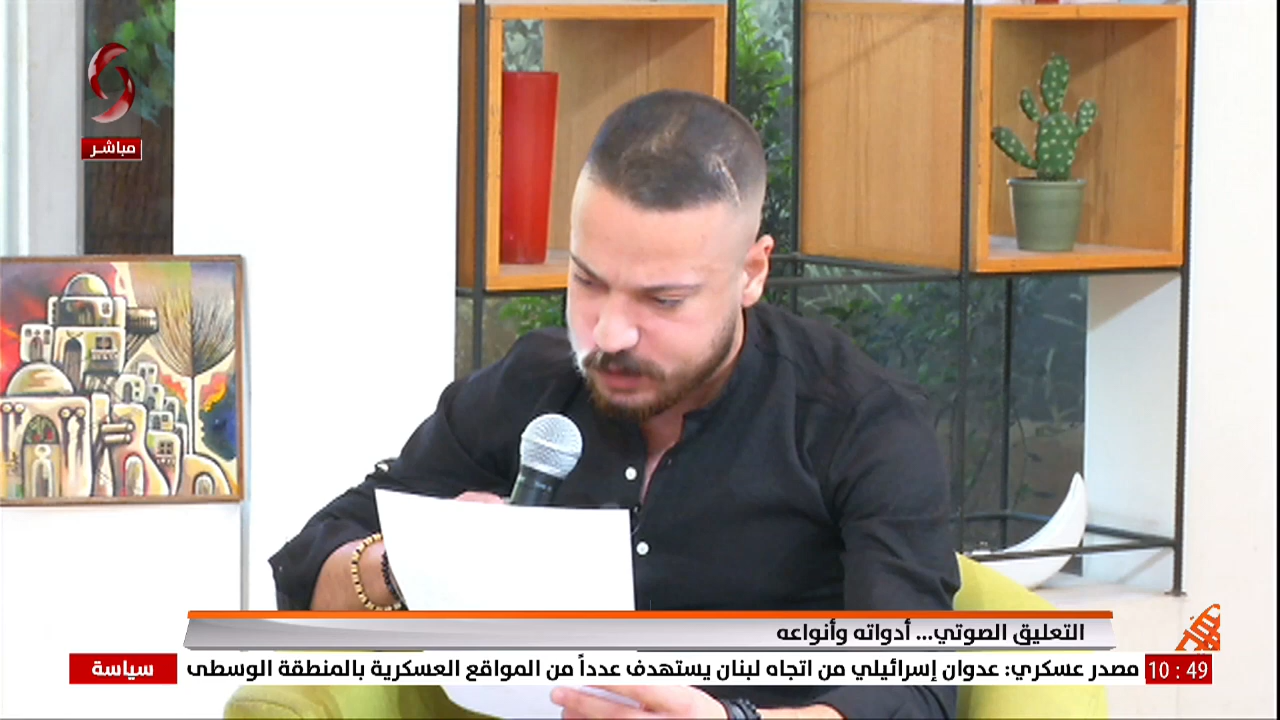 مباشر
التعليق الصوتي... أدواته وأنواعه
10 : 49 مصدر عسكري: عدوان إسرائيلي من اتجاه لبنان يستهدف عدداً من المواقع العسكرية بالمنطقة الوسطى سياسة